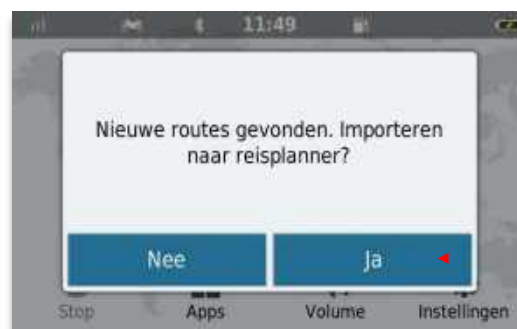 11:49
Nieuwe routes gevonden. Importeren
naar reisplanner?
Nee Ja
Stop Apps Volume Instellingen